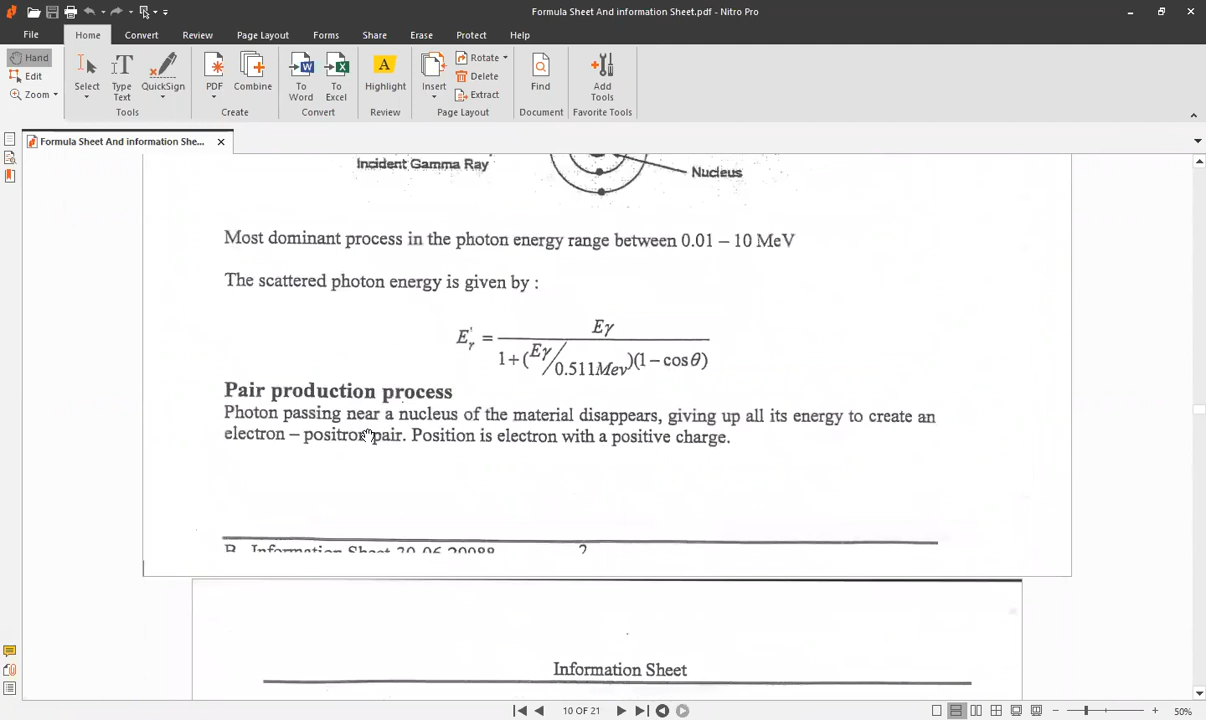 Formula Sheet And information Sheet.pdf - Nitro Pro
File Home Convert Review Page Layout Forms Share Erase Protect Help
Hand
Edit
Zoom
Select
Type Text
QuickSign
Tools
PDF
Combine
Create
To Word
To Excel
Convert
A
Highlight
Review
Insert
Rotate
Delete
Extract
Page Layout
Find
Document
Add Tools
Favorite Tools
Formula Sheet And information She...
Incident Gamma Ray
Nucleus
Most dominant process in the photon energy range between 0.01 – 10 MeV
The scattered photon energy is given by :
E'γ = Eγ / 1+(Eγ/0.511Mev)(1−cosθ)
Pair production process
Photon passing near a nucleus of the material disappears, giving up all its energy to create an
electron – positron pair. Position is electron with a positive charge.
B. Information Sheet 30-06.20088 2
Information Sheet
10 OF 21
50%